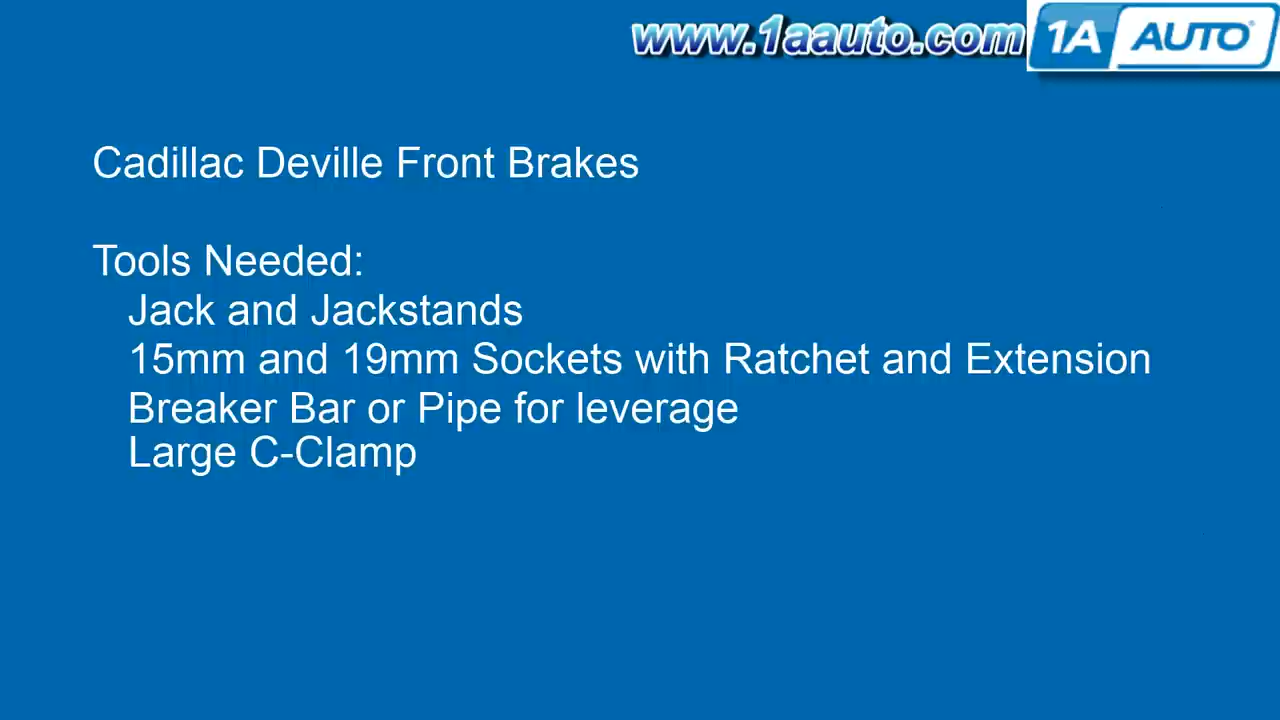 www.1aauto.com 1A AUTO
Cadillac Deville Front Brakes
Tools Needed:
Jack and Jackstands
15mm and 19mm Sockets with Ratchet and Extension
Breaker Bar or Pipe for leverage
Large C-Clamp